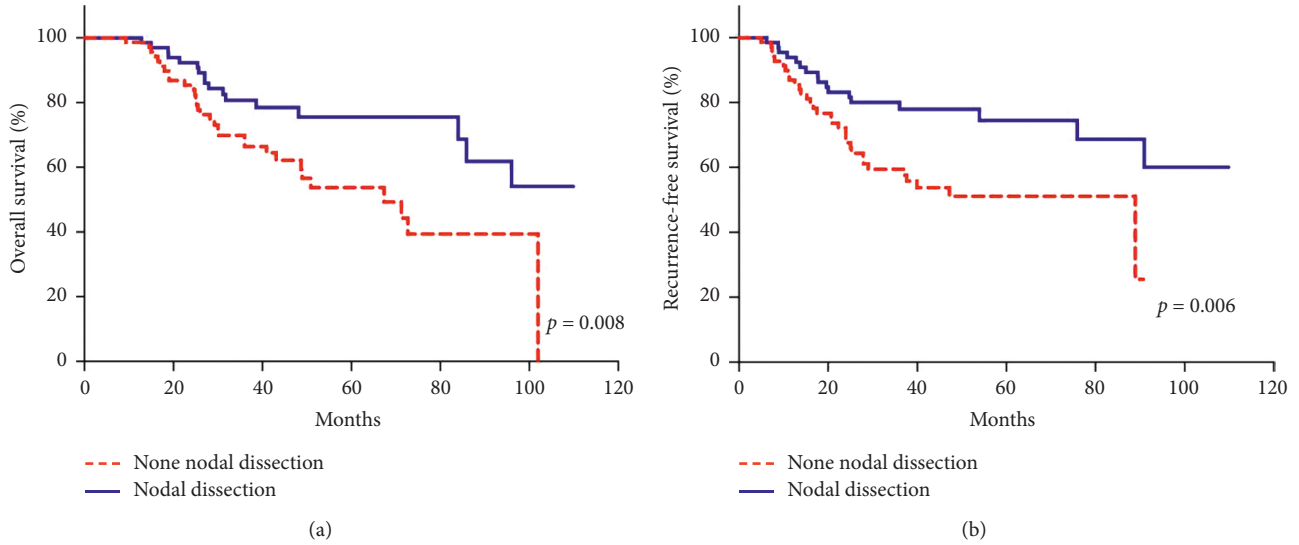 100
80
60
40
20
0
Overall survival (%)
p = 0.008
0 20 40 60 80 100 120
Months
None nodal dissection
Nodal dissection
(a)
100
80
60
40
20
0
Recurrence-free survival (%)
p = 0.006
0 20 40 60 80 100 120
Months
None nodal dissection
Nodal dissection
(b)